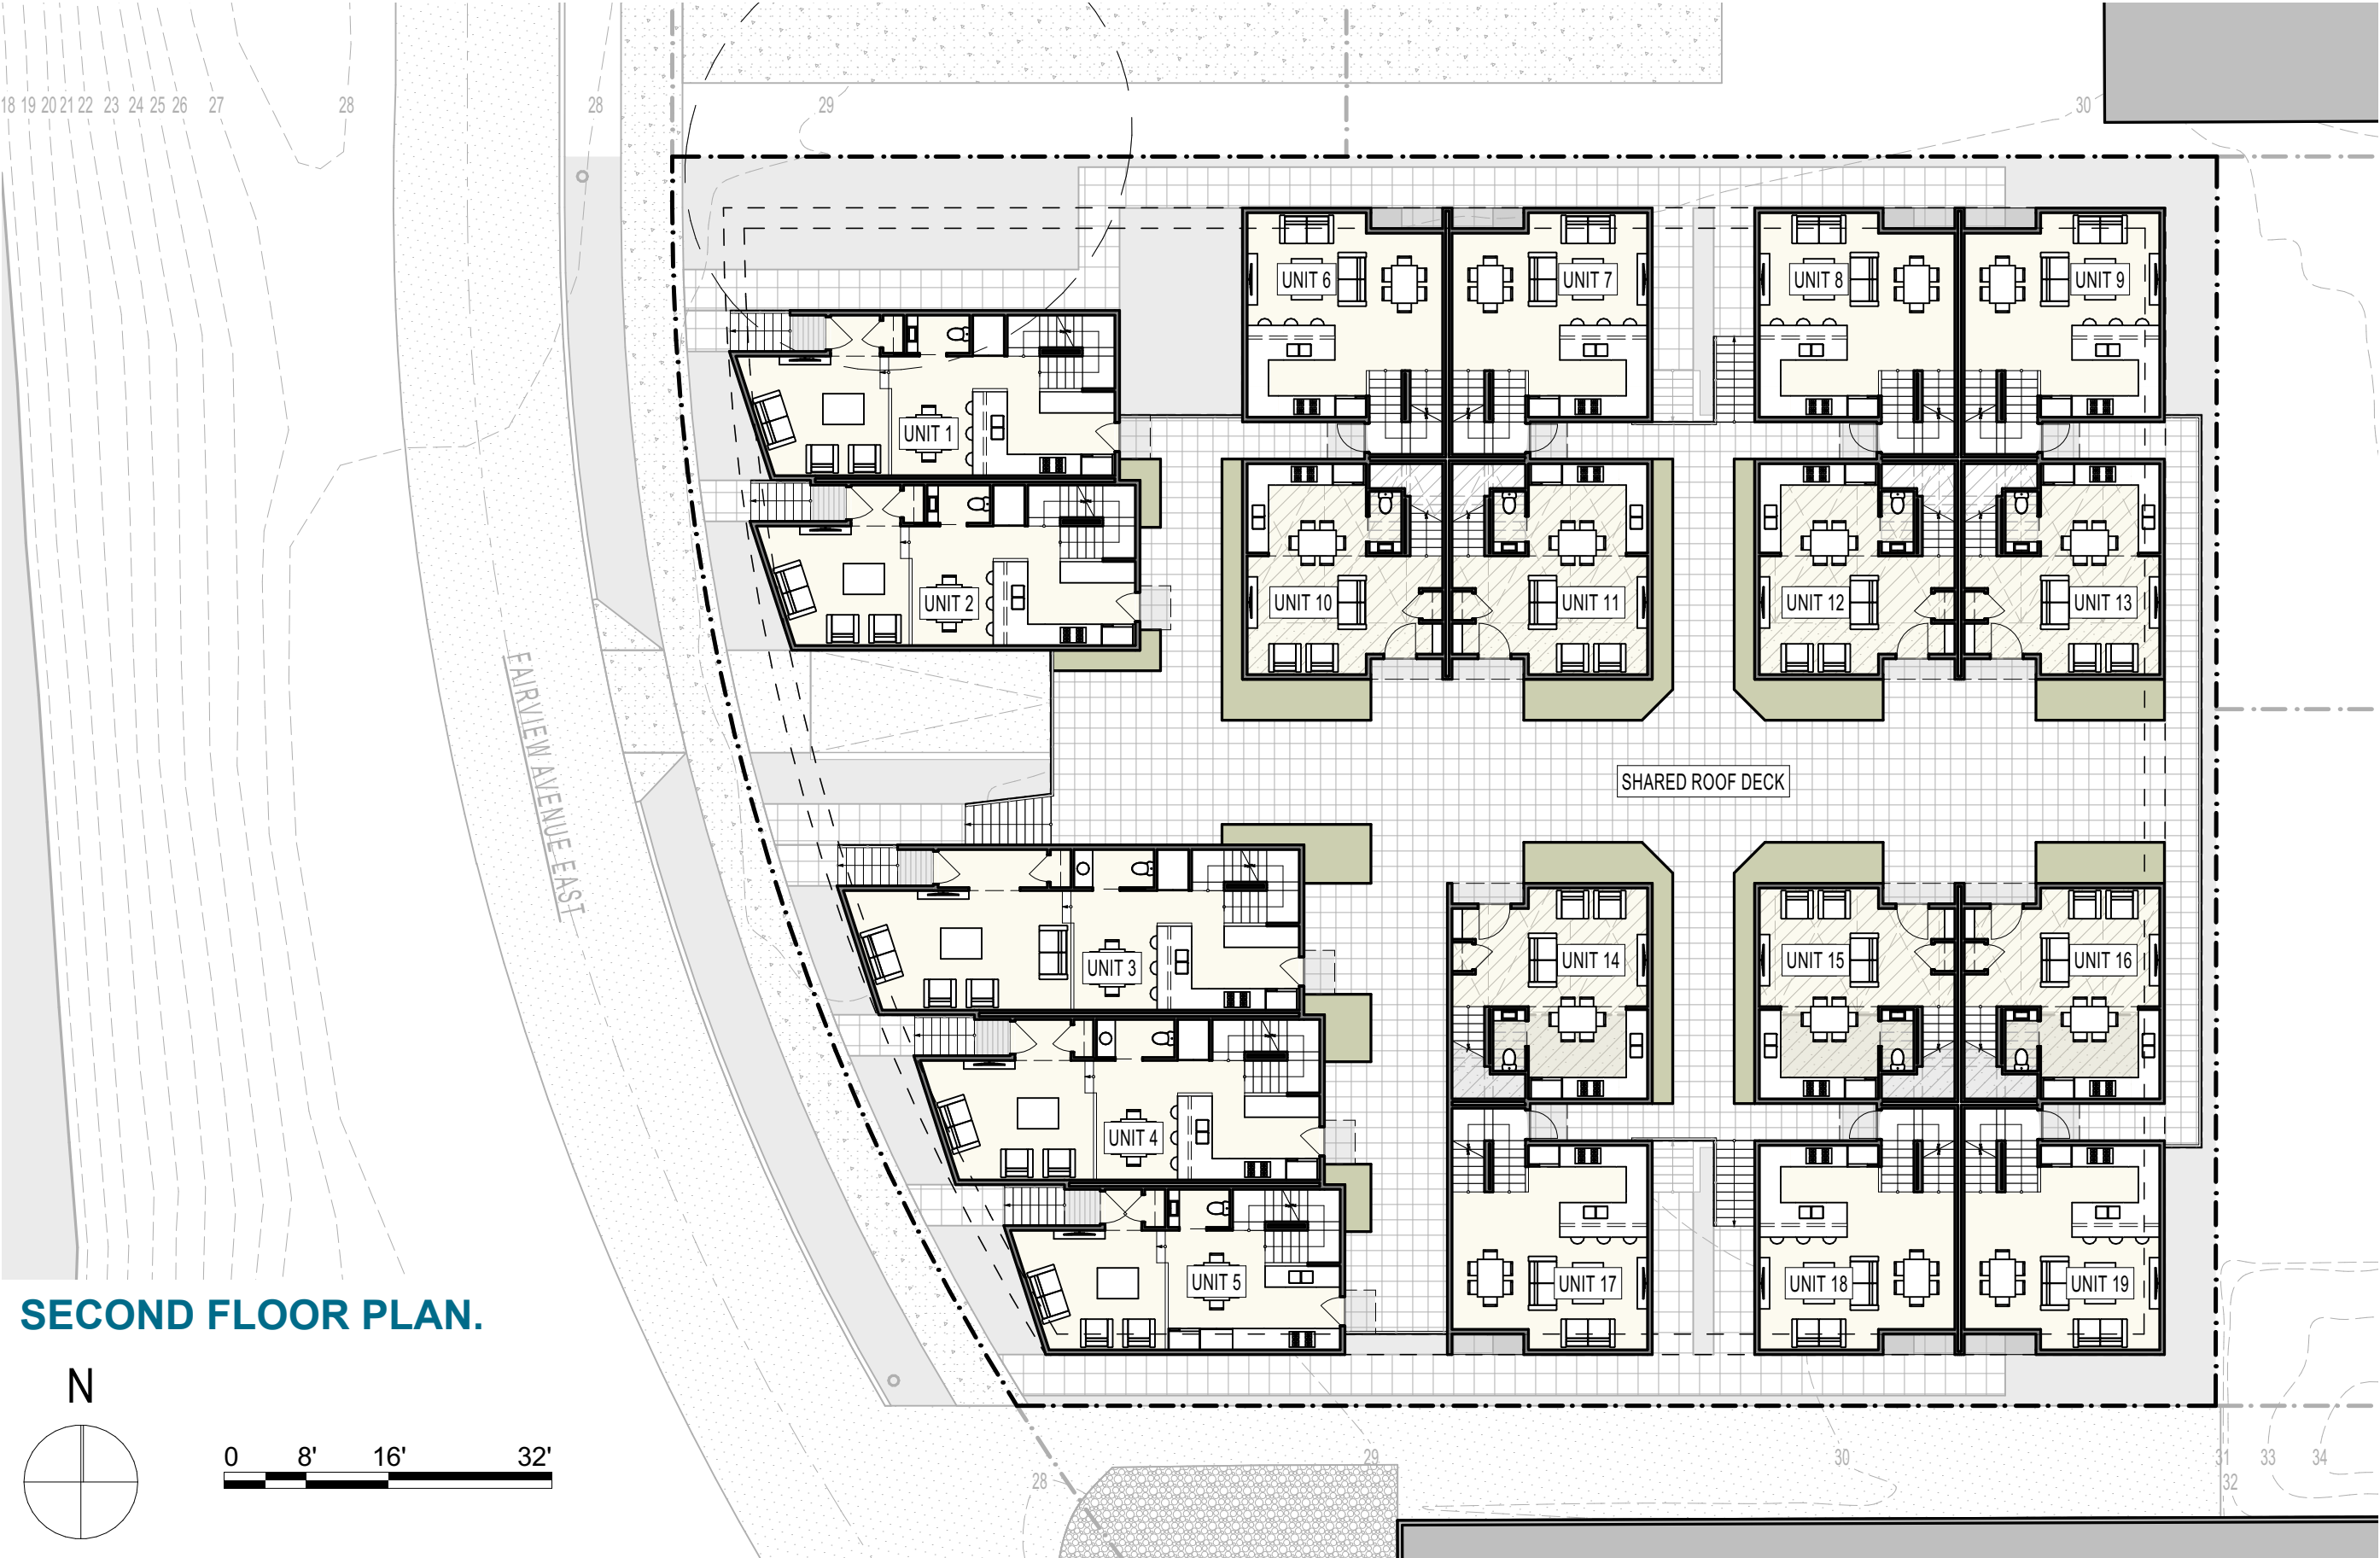 18 19 20 21 22 23 24 25 26 27 28 28 29 30
UNIT 6 UNIT 7 UNIT 8 UNIT 9
UNIT 1
UNIT 2
UNIT 10 UNIT 11 UNIT 12 UNIT 13
FAIRVIEW AVENUE EAST
SHARED ROOF DECK
UNIT 3
UNIT 14 UNIT 15 UNIT 16
UNIT 4
UNIT 5
UNIT 17 UNIT 18 UNIT 19
SECOND FLOOR PLAN.
N
0 8' 16' 32'
28 29 30 31 33 34
32